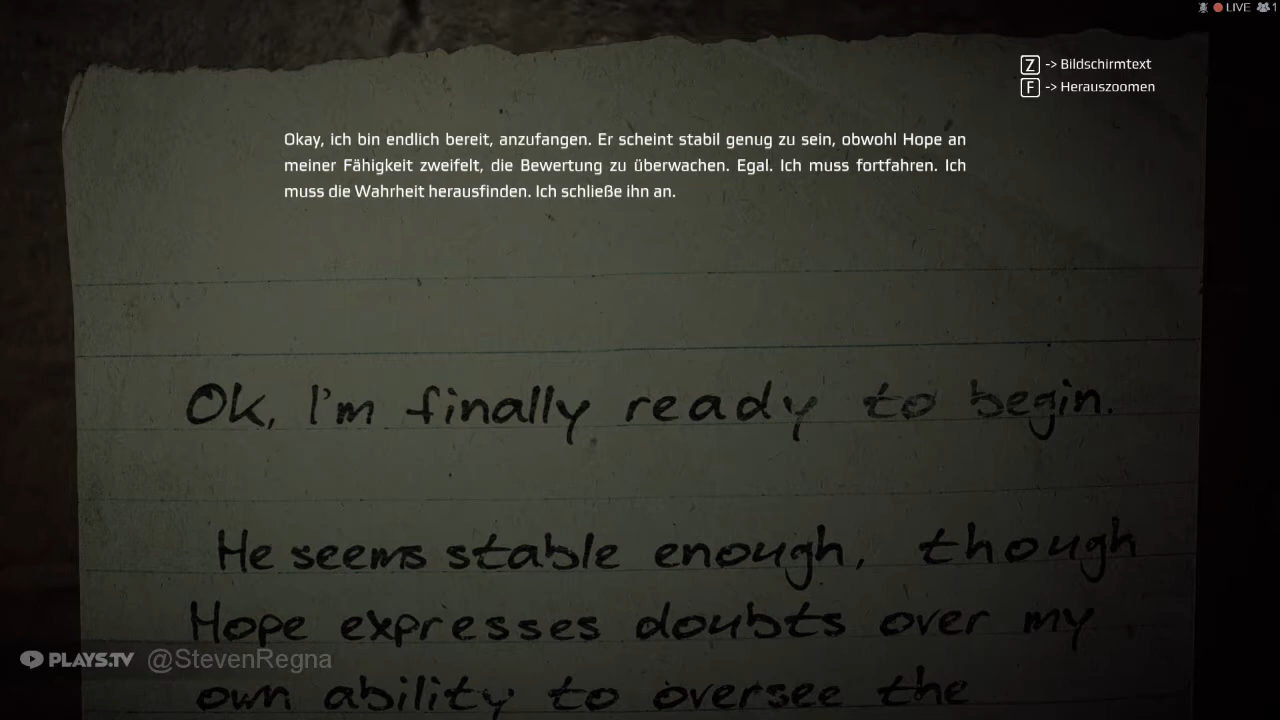 LIVE 1
Z -> Bildschirmtext
F -> Herauszoomen
Okay, ich bin endlich bereit, anzufangen. Er scheint stabil genug zu sein, obwohl Hope an
meiner Fähigkeit zweifelt, die Bewertung zu überwachen. Egal. Ich muss fortfahren. Ich
muss die Wahrheit herausfinden. Ich schließe ihn an.
Ok, I'm finally ready to begin.
He seems stable enough, though
Hope expresses doubts over my
PLAYS.TV @StevenRegna
own ability to oversee the